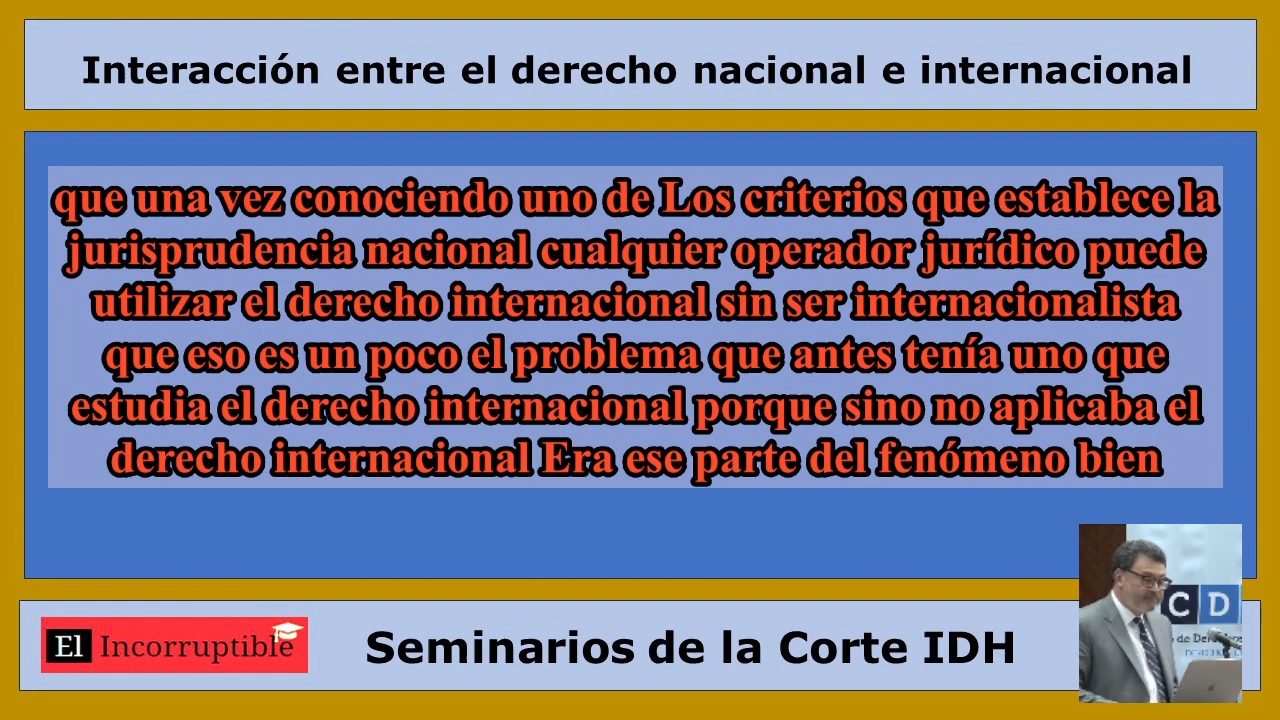 Interacción entre el derecho nacional e internacional
que una vez conociendo uno de Los criterios que establece la
jurisprudencia nacional cualquier operador jurídico puede
utilizar el derecho internacional sin ser internacionalista
que eso es un poco el problema que antes tenía uno que
estudia el derecho internacional porque sino no aplicaba el
derecho internacional Era ese parte del fenómeno bien
C D
El Incorruptible
Seminarios de la Corte IDH